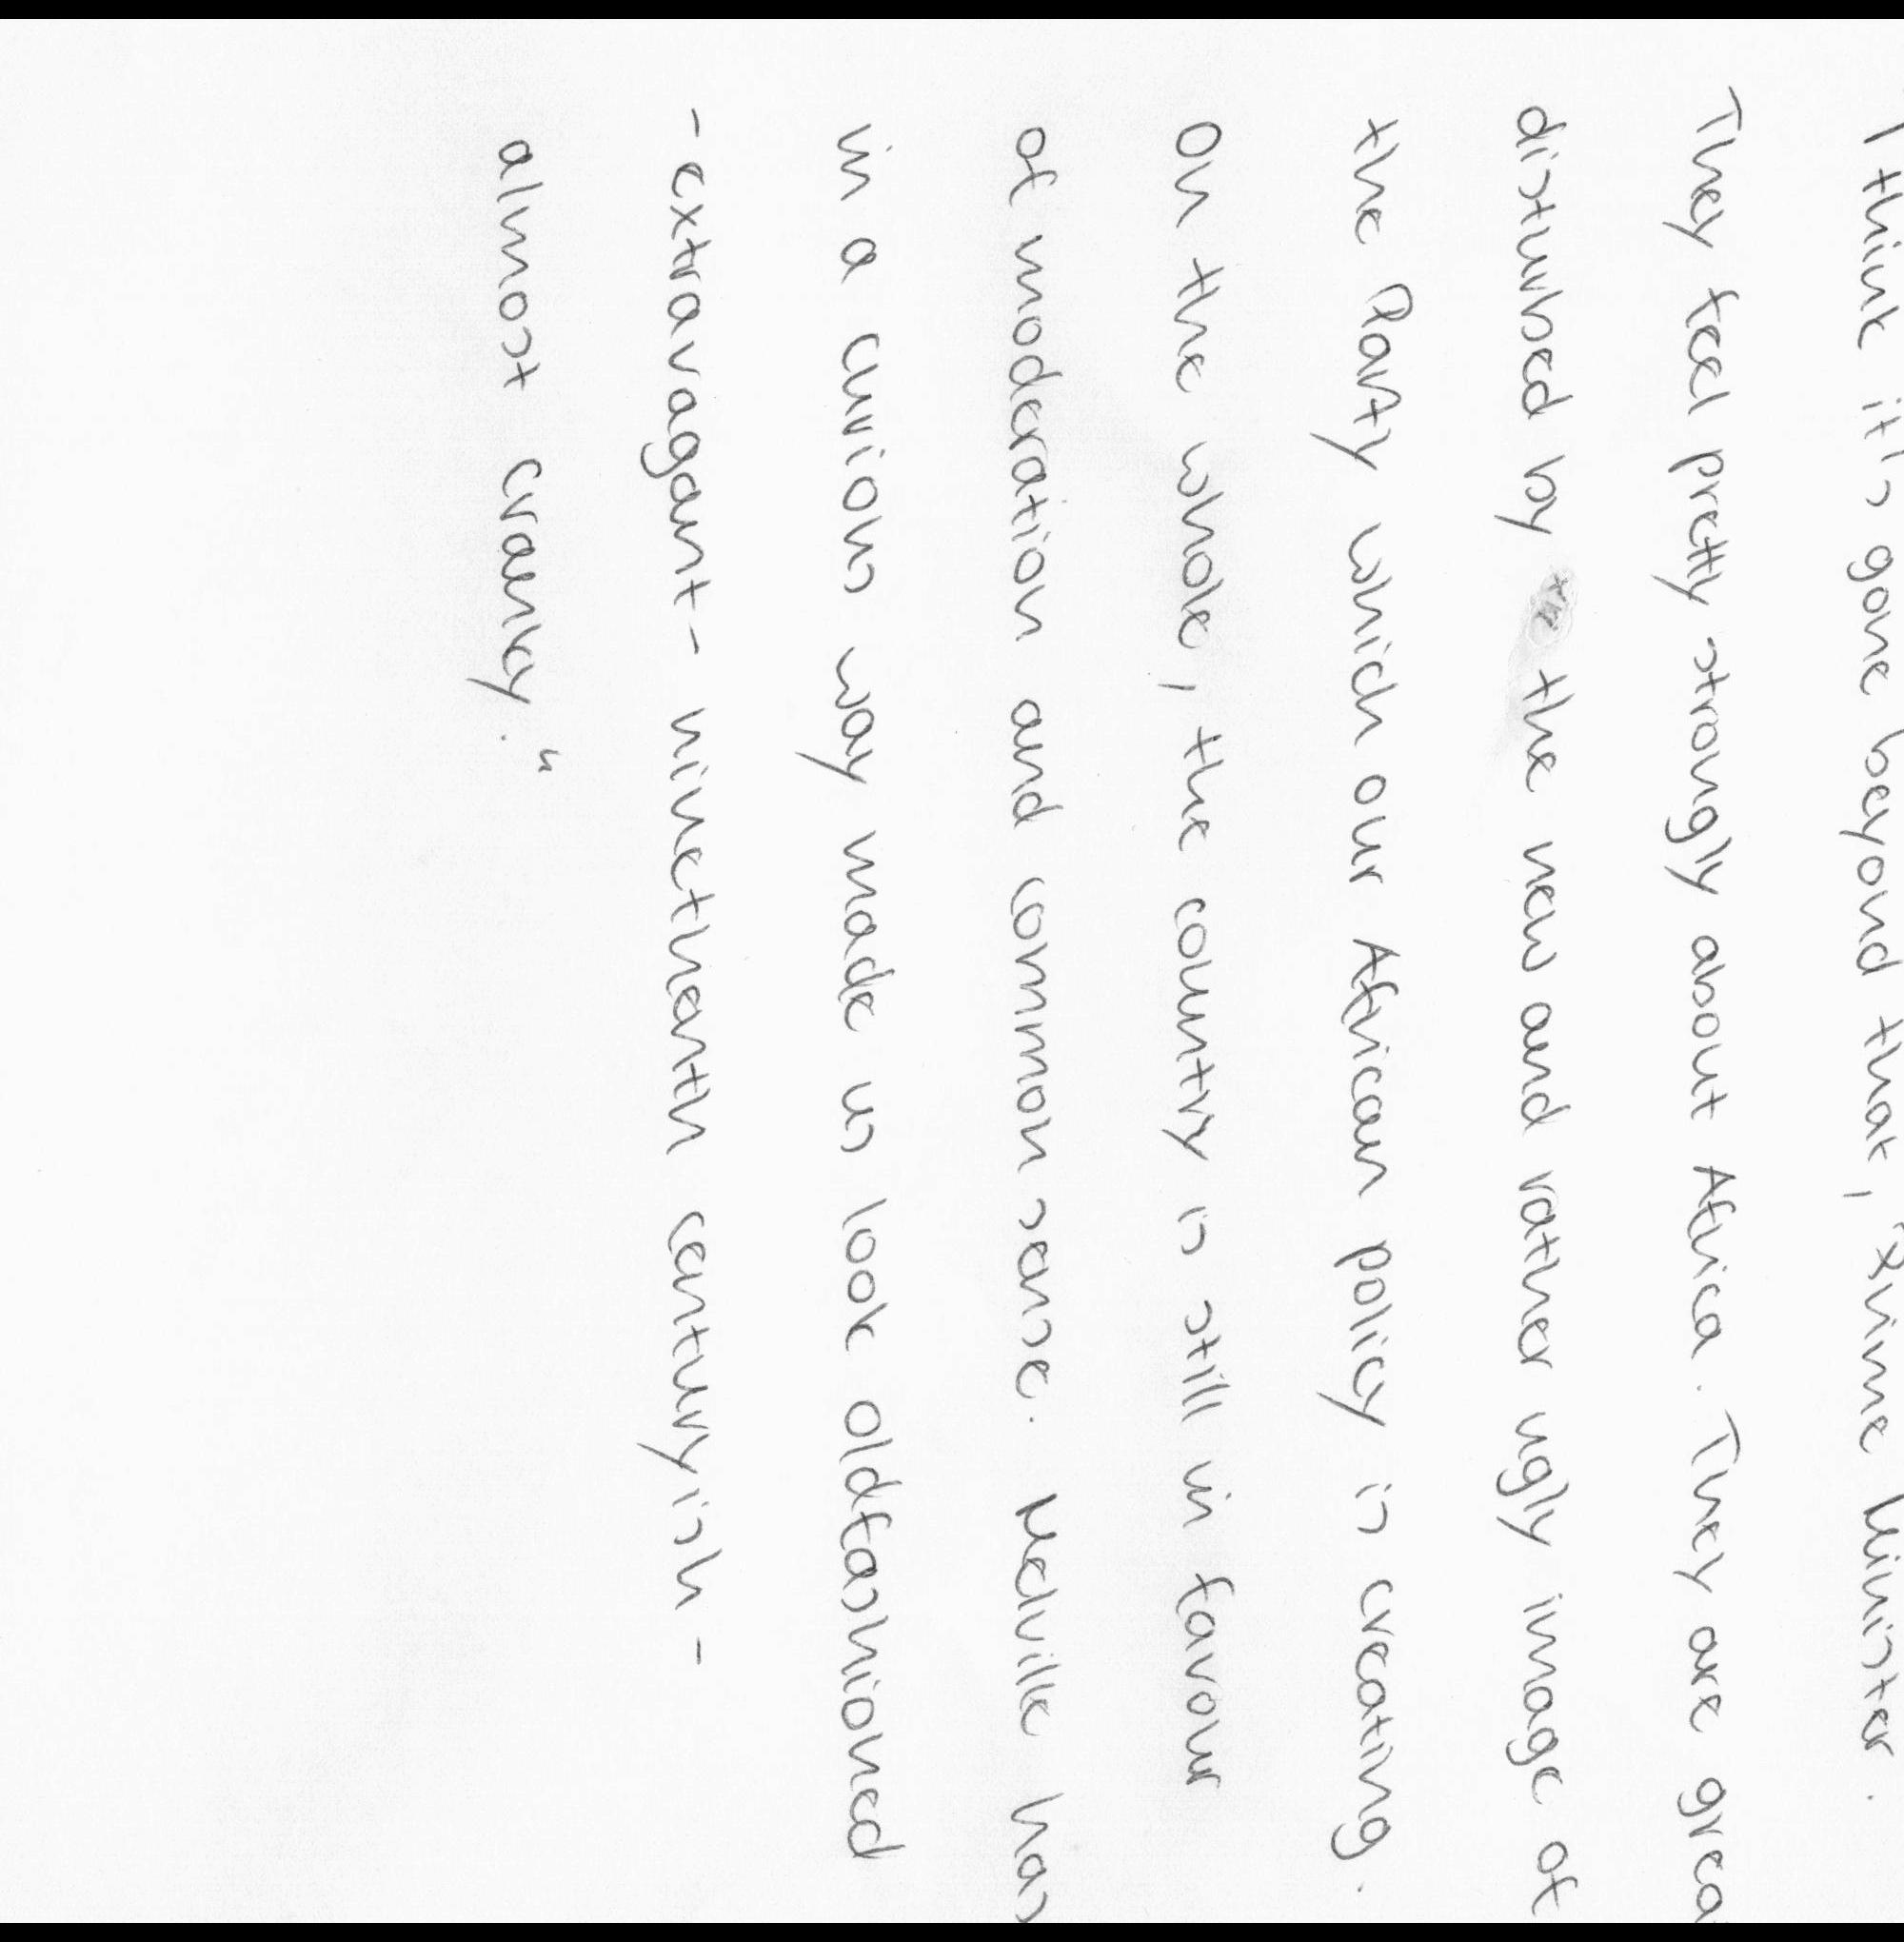 I think it's gone beyond that, Prime Minister.
They feel pretty strongly about Africa. They are grea
disturbed by the new and rather ugly image of
the Party which our African policy is creating.
On the whole, the country is still in favour
of moderation and common sense. Melville has
in a curious way made us look oldfashioned
- extravagant - nineteenth centuryish -
almost cranky."